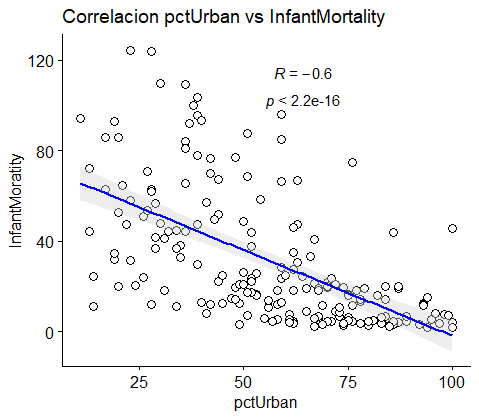 Correlacion pctUrban vs InfantMortality
R = −0.6
p < 2.2e-16
120
80
40
0
InfantMoratity
25 50 75 100
pctUrban